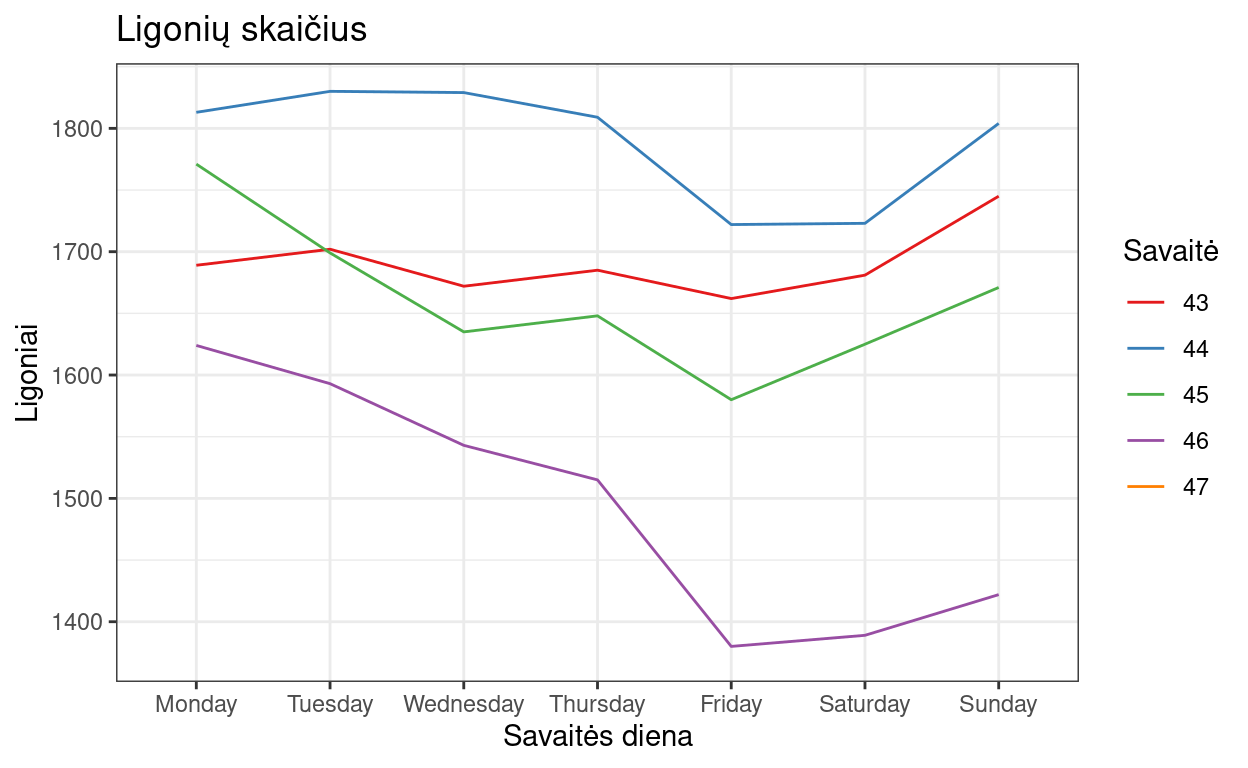 Ligonių skaičius
Ligoniai
1800
1700
1600
1500
1400
Monday Tuesday Wednesday Thursday Friday Saturday Sunday
Savaitės diena
Savaitė
43
44
45
46
47